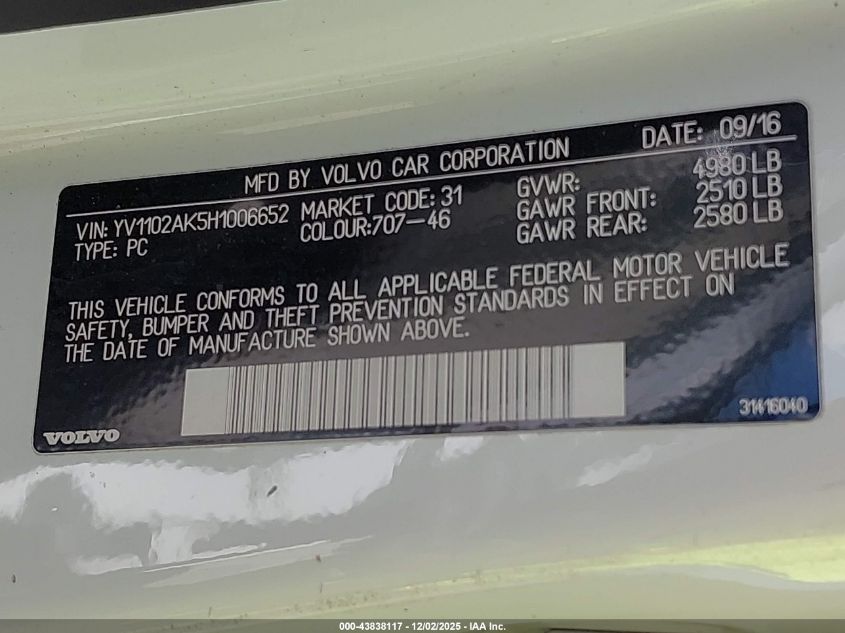 MFD BY VOLVO CAR CORPORATION DATE: 09/16
VIN: YV1102AK5H1006652 MARKET CODE: 31 GVWR: 4980 LB
TYPE: PC COLOUR:707-46 GAWR FRONT: 2510 LB
GAWR REAR: 2580 LB
THIS VEHICLE CONFORMS TO ALL APPLICABLE FEDERAL MOTOR VEHICLE
SAFETY, BUMPER AND THEFT PREVENTION STANDARDS IN EFFECT ON
THE DATE OF MANUFACTURE SHOWN ABOVE.
VOLVO 31416040
000-43838117 - 12/02/2025 - IAA Inc.